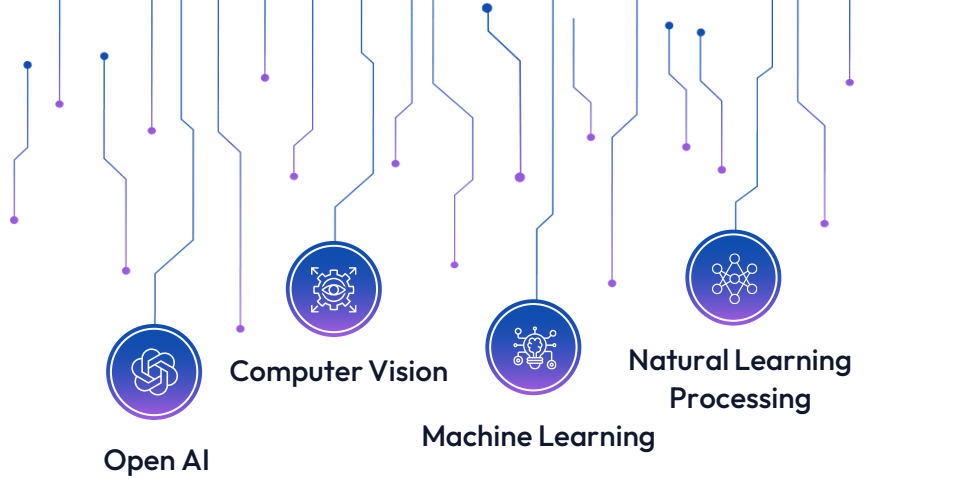 Open AI
Computer Vision
Machine Learning
Natural Learning
Processing